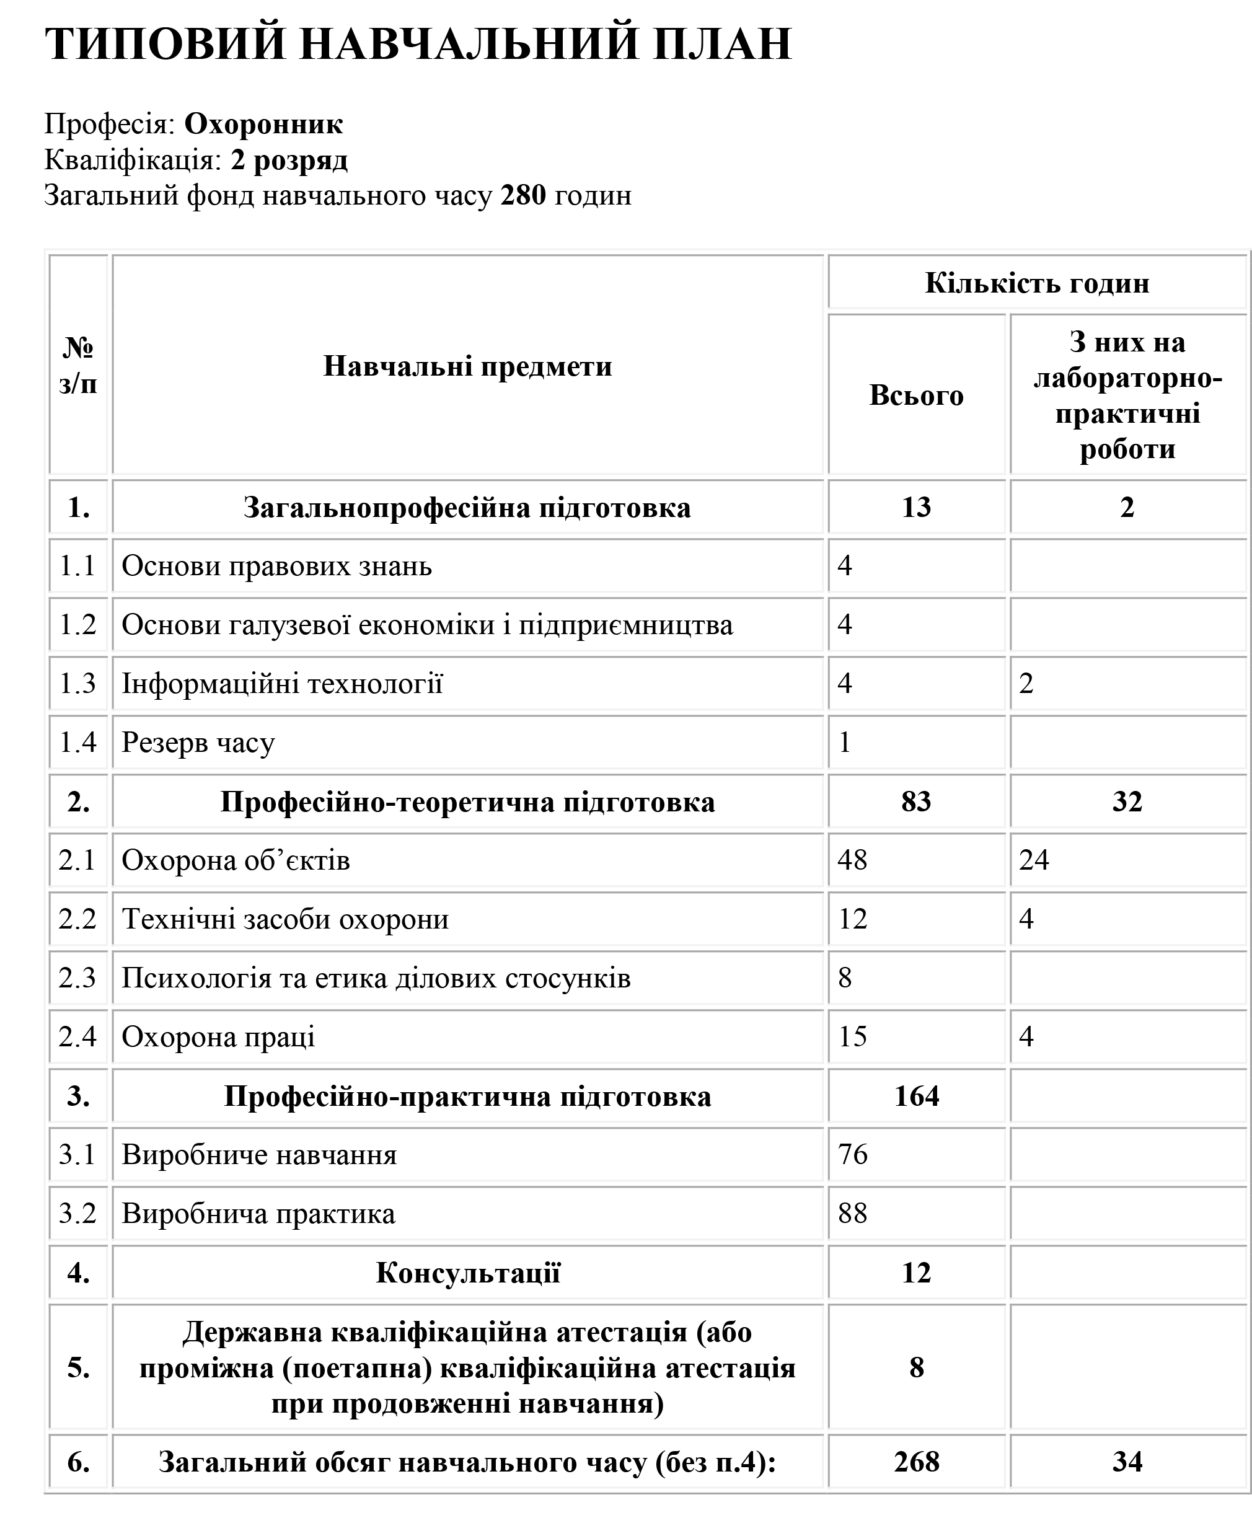 ТИПОВИЙ НАВЧАЛЬНИЙ ПЛАН
Професія: Охоронник
Кваліфікація: 2 розряд
Загальний фонд навчального часу 280 годин
№ з/п
Навчальні предмети
Кількість годин
Всього
З них на
лабораторно-
практичні
роботи
1. Загальнопрофесійна підготовка 13 2
1.1 Основи правових знань 4
1.2 Основи галузевої економіки і підприємництва 4
1.3 Інформаційні технології 4 2
1.4 Резерв часу 1
2. Професійно-теоретична підготовка 83 32
2.1 Охорона об’єктів 48 24
2.2 Технічні засоби охорони 12 4
2.3 Психологія та етика ділових стосунків 8
2.4 Охорона праці 15 4
3. Професійно-практична підготовка 164
3.1 Виробниче навчання 76
3.2 Виробнича практика 88
4. Консультації 12
Державна кваліфікаційна атестація (або
5. проміжна (поетапна) кваліфікаційна атестація 8
при продовженні навчання)
6. Загальний обсяг навчального часу (без п.4): 268 34